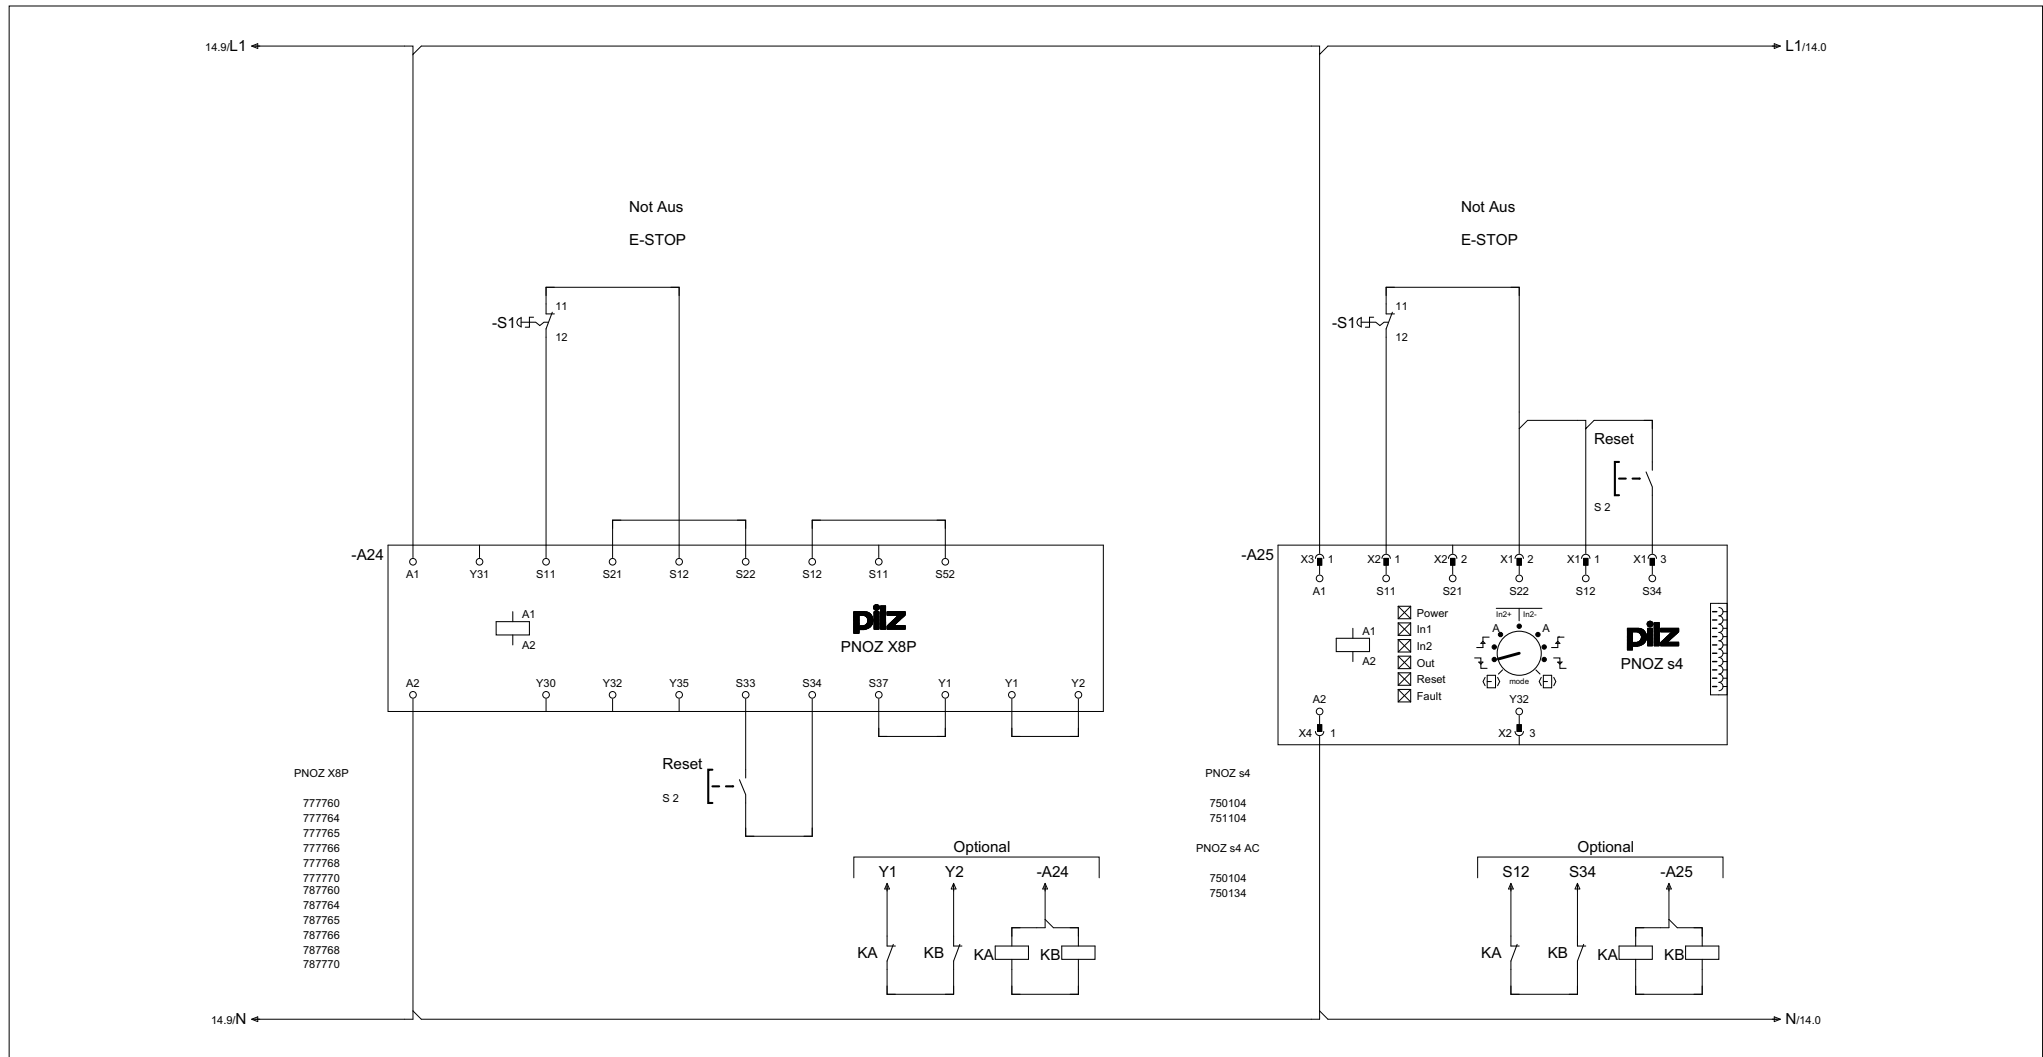 14.9/L1
L1/14.0
Not Aus
E-STOP
Not Aus
E-STOP
-S1
11
12
-S1
11
12
Reset
S 2
-A24
A1 Y31 S11 S21 S12 S22 S12 S11 S52
A1
A2
pilz
PNOZ X8P
A2 Y30 Y32 Y35 S33 S34 S37 Y1 Y1 Y2
-A25
X3 1 X2 1 X2 2 X1 2 X1 1 X1 3
A1 S11 S21 S22 S12 S34
A1
A2
Power
In1
In2
Out
Reset
Fault
In2+ In2-
A A
mode
pilz
PNOZ s4
A2 Y32
X4 1 X2 3
Reset
S 2
PNOZ X8P
777760
777764
777765
777766
777768
777770
787760
787764
787765
787766
787768
787770
Optional
Y1 Y2 -A24
KA KB KA KB
PNOZ s4
750104
751104
PNOZ s4 AC
750104
750134
Optional
S12 S34 -A25
KA KB KA KB
14.9/N
N/14.0